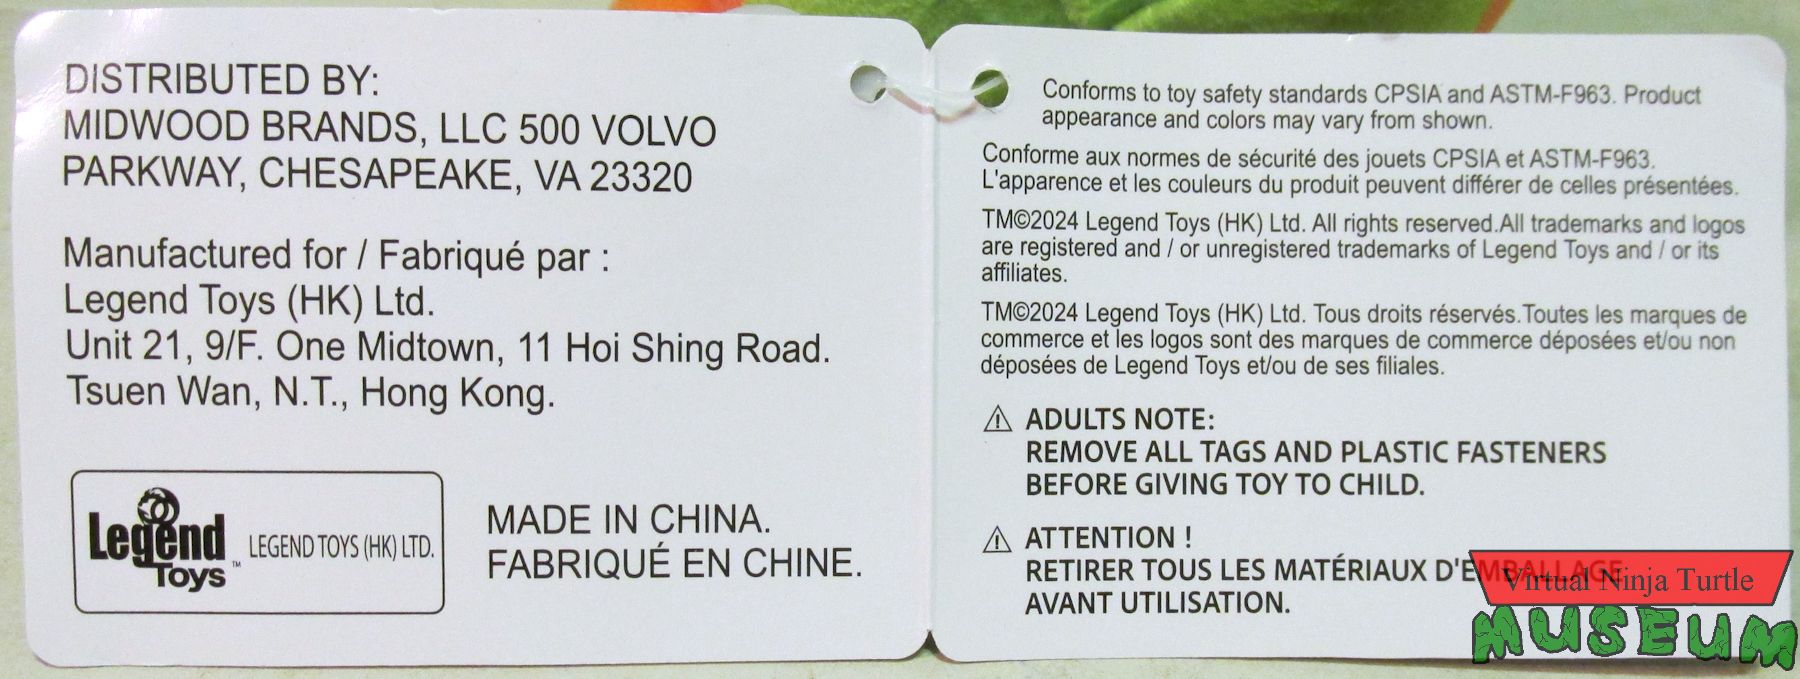 DISTRIBUTED BY:
MIDWOOD BRANDS, LLC 500 VOLVO
PARKWAY, CHESAPEAKE, VA 23320
Manufactured for / Fabriqué par :
Legend Toys (HK) Ltd.
Unit 21, 9/F. One Midtown, 11 Hoi Shing Road.
Tsuen Wan, N.T., Hong Kong.
Legend
Toys
™
LEGEND TOYS (HK) LTD.
MADE IN CHINA.
FABRIQUÉ EN CHINE.
Conforms to toy safety standards CPSIA and ASTM-F963. Product
appearance and colors may vary from shown.
Conforme aux normes de sécurité des jouets CPSIA et ASTM-F963.
L'apparence et les couleurs du produit peuvent différer de celles présentées.
TM©2024 Legend Toys (HK) Ltd. All rights reserved.All trademarks and logos
are registered and / or unregistered trademarks of Legend Toys and / or its
affiliates.
TM©2024 Legend Toys (HK) Ltd. Tous droits réservés.Toutes les marques de
commerce et les logos sont des marques de commerce déposées et/ou non
déposées de Legend Toys et/ou de ses filiales.
⚠ ADULTS NOTE:
REMOVE ALL TAGS AND PLASTIC FASTENERS
BEFORE GIVING TOY TO CHILD.
⚠ ATTENTION !
RETIRER TOUS LES MATÉRIAUX D'EMBALLAGE
AVANT UTILISATION.
Virtual Ninja Turtle
MUSEUM